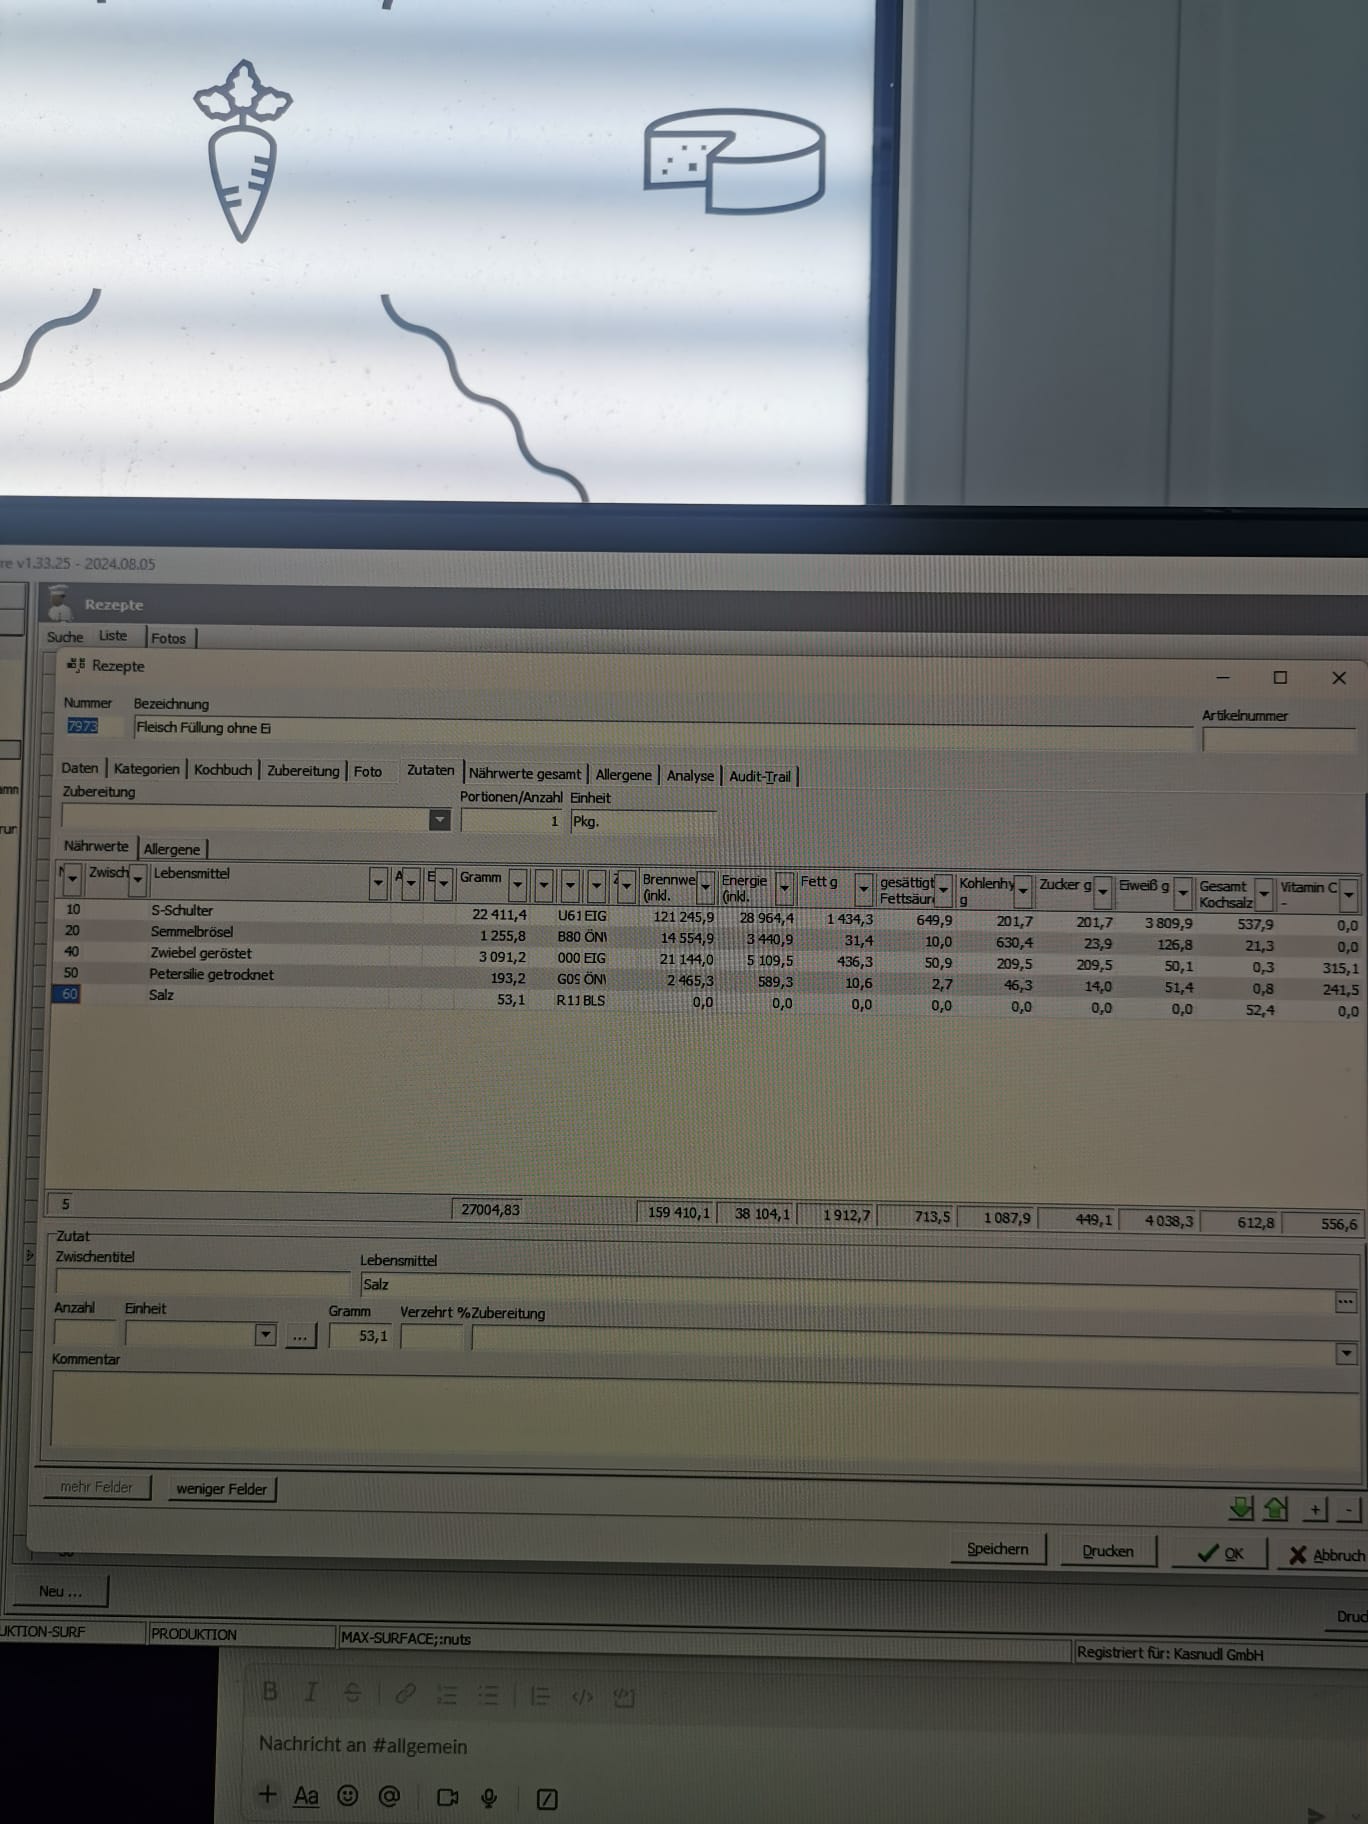 re v1.33.25 - 2024.08.05
Rezepte
Suche Liste Fotos
Rezepte
Nummer Bezeichnung Artikelnummer
7973 Fleisch Füllung ohne Ei
Daten Kategorien Kochbuch Zubereitung Foto Zutaten Nährwerte gesamt Allergene Analyse Audit-Trail
Zubereitung Portionen/Anzahl Einheit
1 Pkg.
Nährwerte Allergene
Zwisch Lebensmittel A E Gramm Brennwe (inkl. Energie (inkl. Fett g gesättigt Fettsäur Kohlenhy g Zucker g Eiweiß g Gesamt Kochsalz Vitamin C -
10 S-Schulter 22 411,4 U61 EIG 121 245,9 28 964,4 1 434,3 649,9 201,7 201,7 3 809,9 537,9 0,0
20 Semmelbrösel 1 255,8 B80 ÖN 14 554,9 3 440,9 31,4 10,0 630,4 23,9 126,8 21,3 0,0
40 Zwiebel geröstet 3 091,2 000 EIG 21 144,0 5 109,5 436,3 50,9 209,5 209,5 50,1 0,3 315,1
50 Petersilie getrocknet 193,2 G09 ÖN 2 465,3 589,3 10,6 2,7 46,3 14,0 51,4 0,8 241,5
60 Salz 53,1 R11 BLS 0,0 0,0 0,0 0,0 0,0 0,0 0,0 52,4 0,0
5 27004,83 159 410,1 38 104,1 1 912,7 713,5 1 087,9 449,1 4 038,3 612,8 556,6
Zutat
Zwischentitel Lebensmittel
Salz ...
Anzahl Einheit Gramm Verzehrt % Zubereitung
... 53,1
Kommentar
mehr Felder weniger Felder
+ -
Speichern Drucken OK Abbruch
Neu ...
Druc
UKTION-SURF PRODUKTION MAX-SURFACE;:nuts Registriert für: Kasnudl GmbH
B I S
Nachricht an #allgemein
+ Aa @